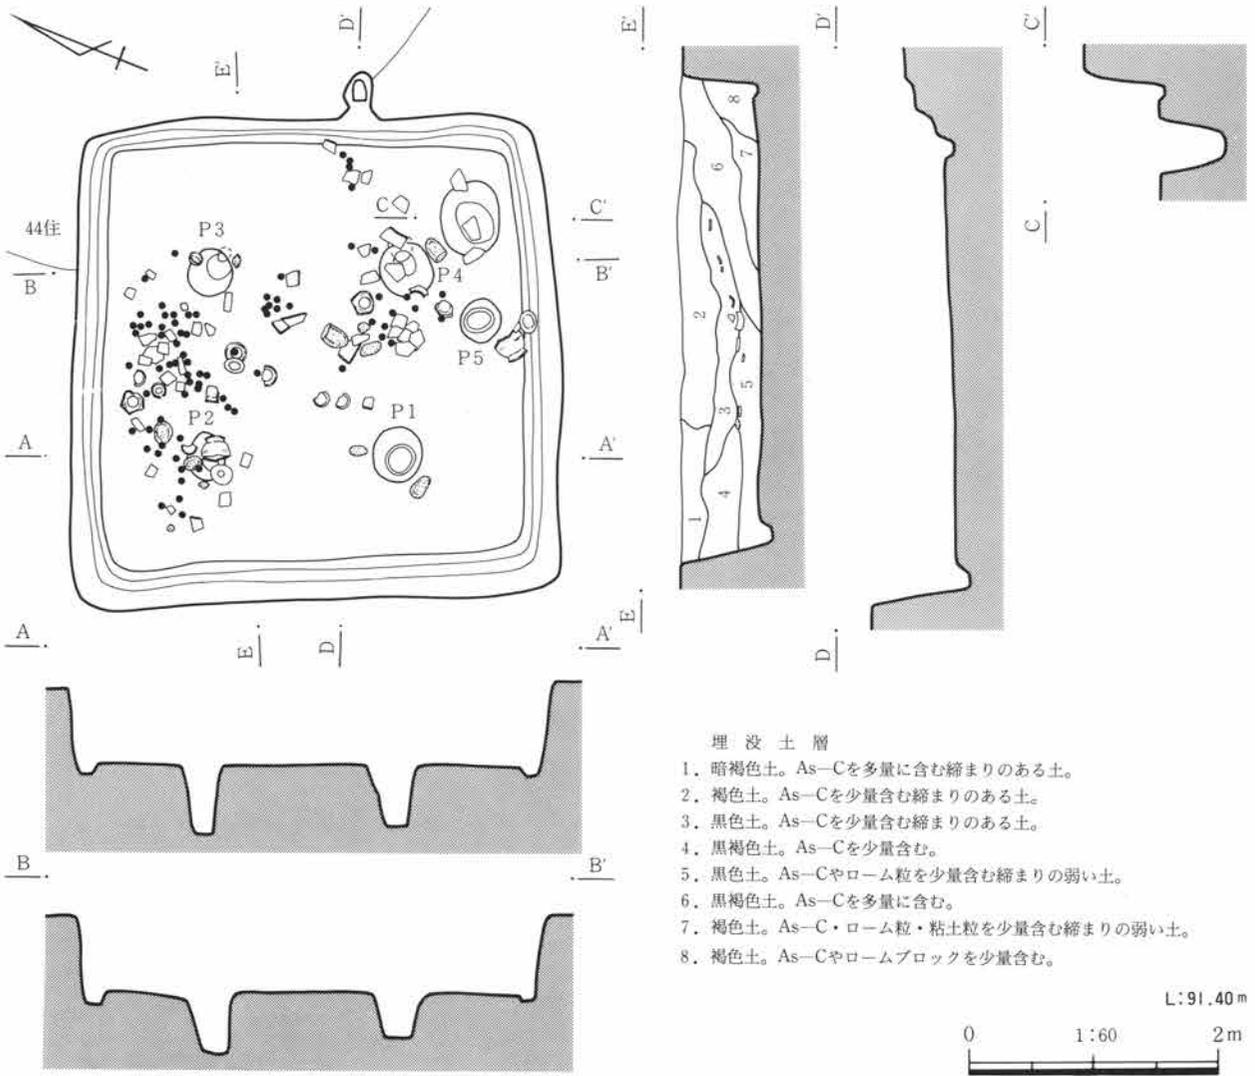 D'
E'
D'
C'
E'
44住
P3
C
C'
B
B'
P4
P5
P2
P1
A
A'
8
7
6
2
5
3
4
1
C
E
D
E
D
A
A'
埋没土層
1．暗褐色土。As―Cを多量に含む締まりのある土。
2．褐色土。As―Cを少量含む締まりのある土。
3．黒色土。As―Cを少量含む締まりのある土。
4．黒褐色土。As―Cを少量含む。
5．黒色土。As―Cやローム粒を少量含む締まりの弱い土。
6．黒褐色土。As―Cを多量に含む。
7．褐色土。As―C・ローム粒・粘土粒を少量含む締まりの弱い土。
8．褐色土。As―Cやロームブロックを少量含む。
B
B'
L:91.40m
0 1:60 2m